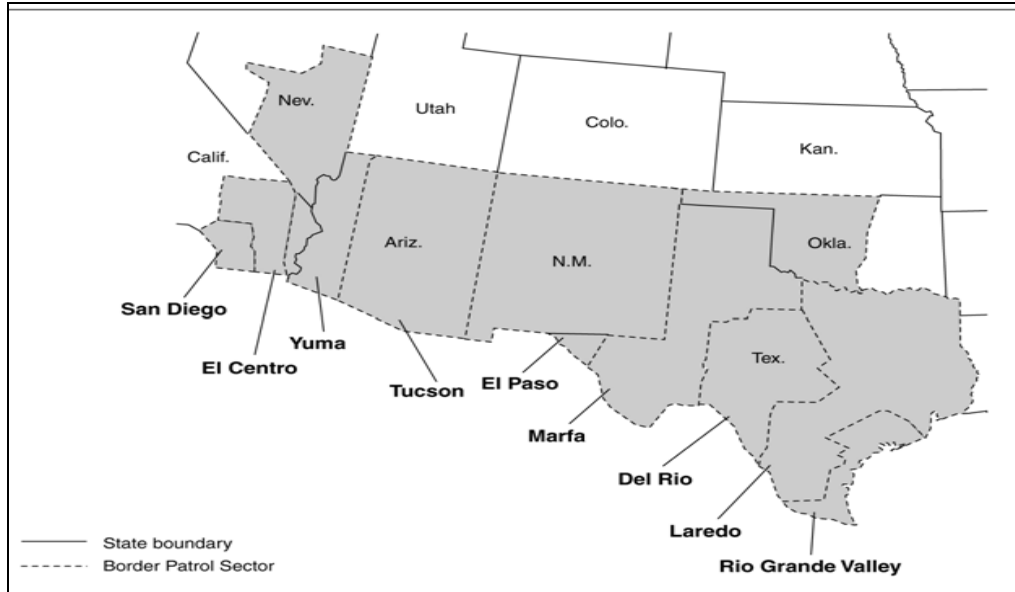 Nev.
Utah
Colo.
Kan.
Calif.
Ariz.
N.M.
Okla.
San Diego
Yuma
El Centro
Tucson
El Paso
Tex.
Marfa
Del Rio
Laredo
Rio Grande Valley
State boundary
Border Patrol Sector